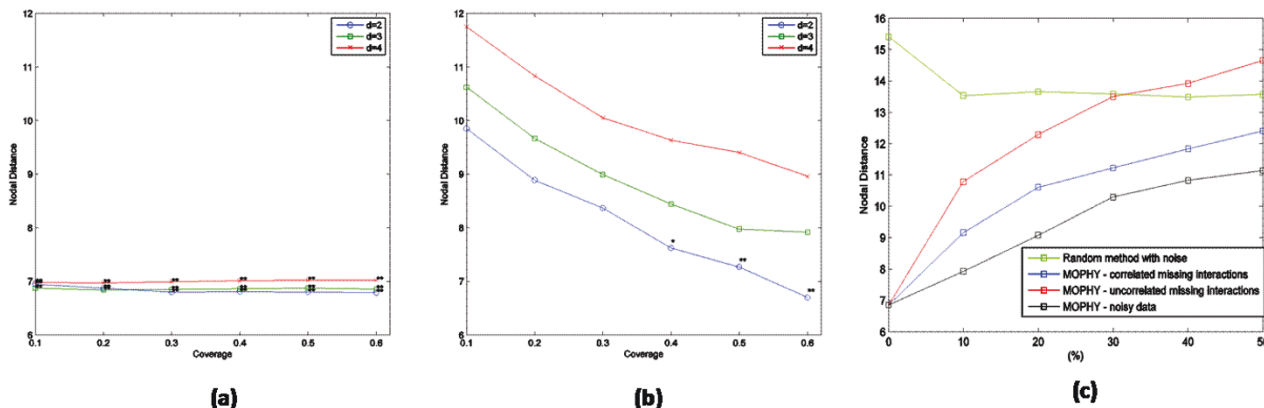 12
11
10
9
8
7
6
Nodal Distance
d=2
d=3
d=4
** ** ** ** ** **
** ** ** ** ** **
0.1 0.2 0.3 0.4 0.5 0.6
Coverage
(a)
12
11
10
9
8
7
6
Nodal Distance
d=2
d=3
d=4
* ** **
0.1 0.2 0.3 0.4 0.5 0.6
Coverage
(b)
16
15
14
13
12
11
10
9
8
7
6
Nodal Distance
Random method with noise
MOPHY - correlated missing interactions
MOPHY - uncorrelated missing interactions
MOPHY - noisy data
0 10 20 30 40 50
(%)
(c)